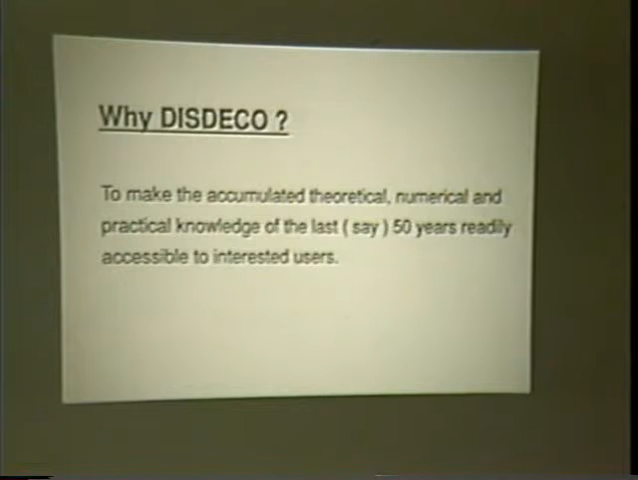 Why DISDECO ?
To make the accumulated theoretical, numerical and
practical knowledge of the last ( say ) 50 years readily
accessible to interested users.